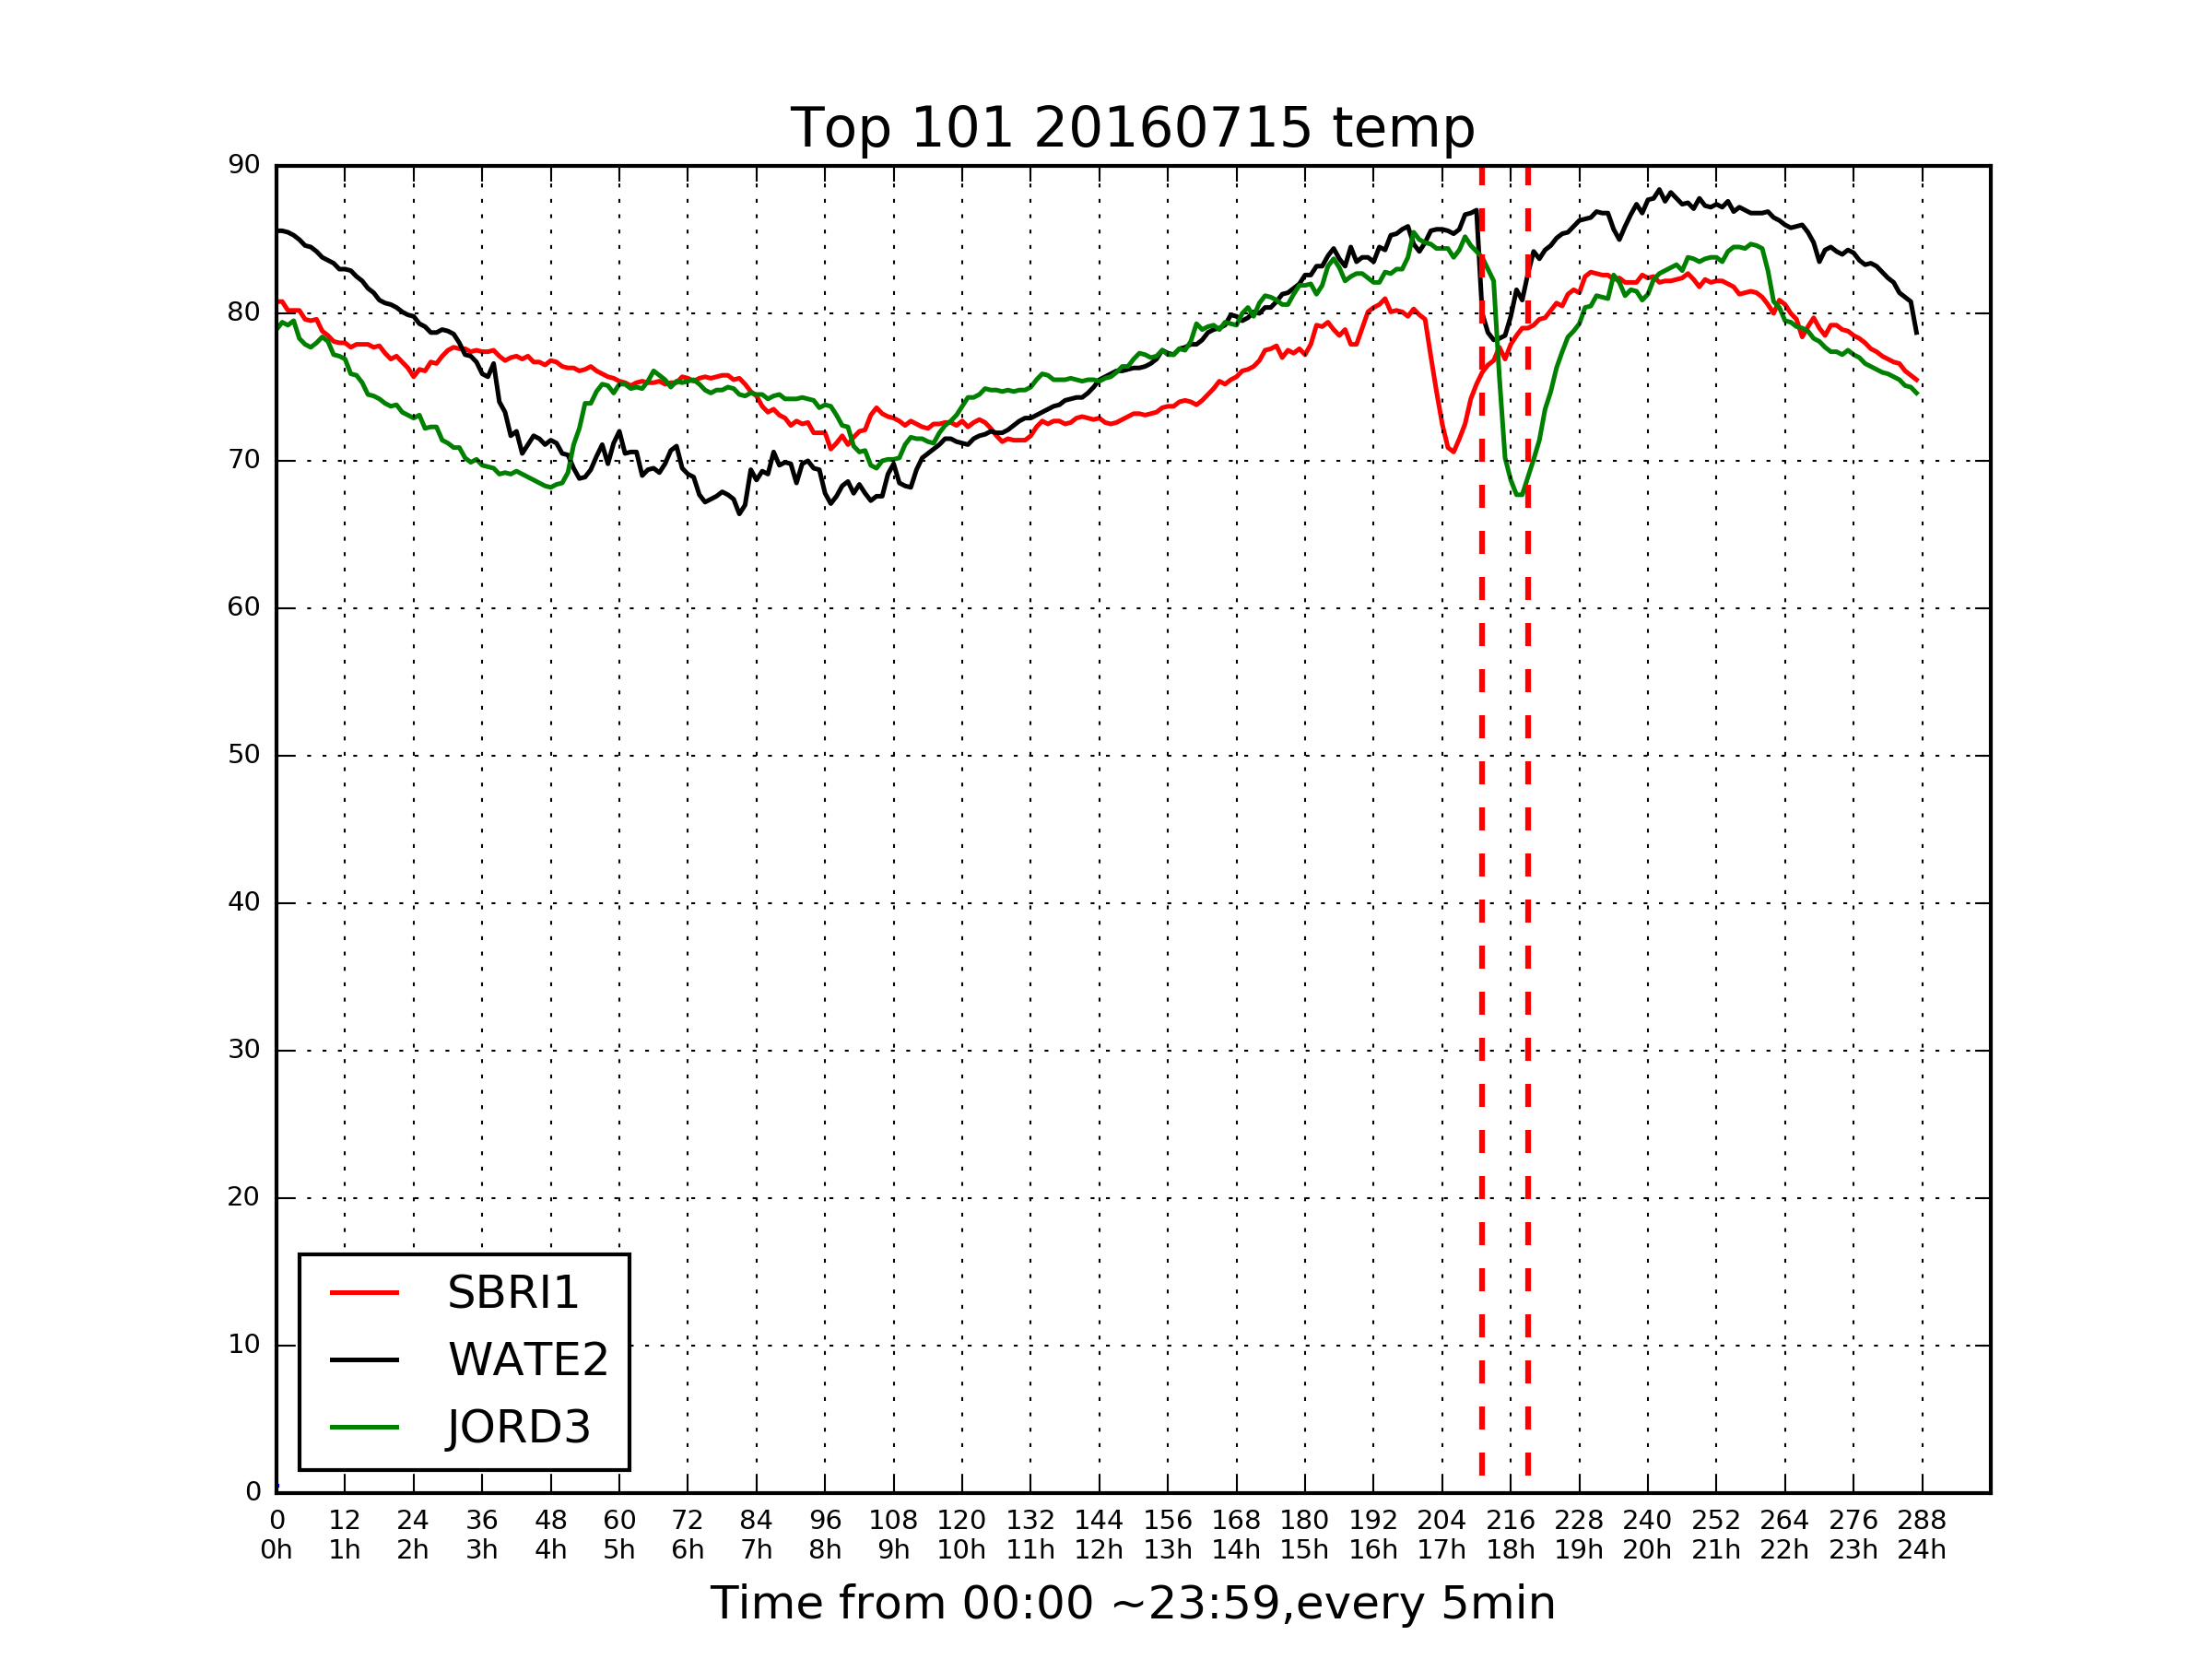 Top 101 20160715 temp
90
80
70
60
50
40
30
20
10
0
SBRI1
WATE2
JORD3
0 12 24 36 48 60 72 84 96 108 120 132 144 156 168 180 192 204 216 228 240 252 264 276 288
0h 1h 2h 3h 4h 5h 6h 7h 8h 9h 10h 11h 12h 13h 14h 15h 16h 17h 18h 19h 20h 21h 22h 23h 24h
Time from 00:00 ~23:59,every 5min